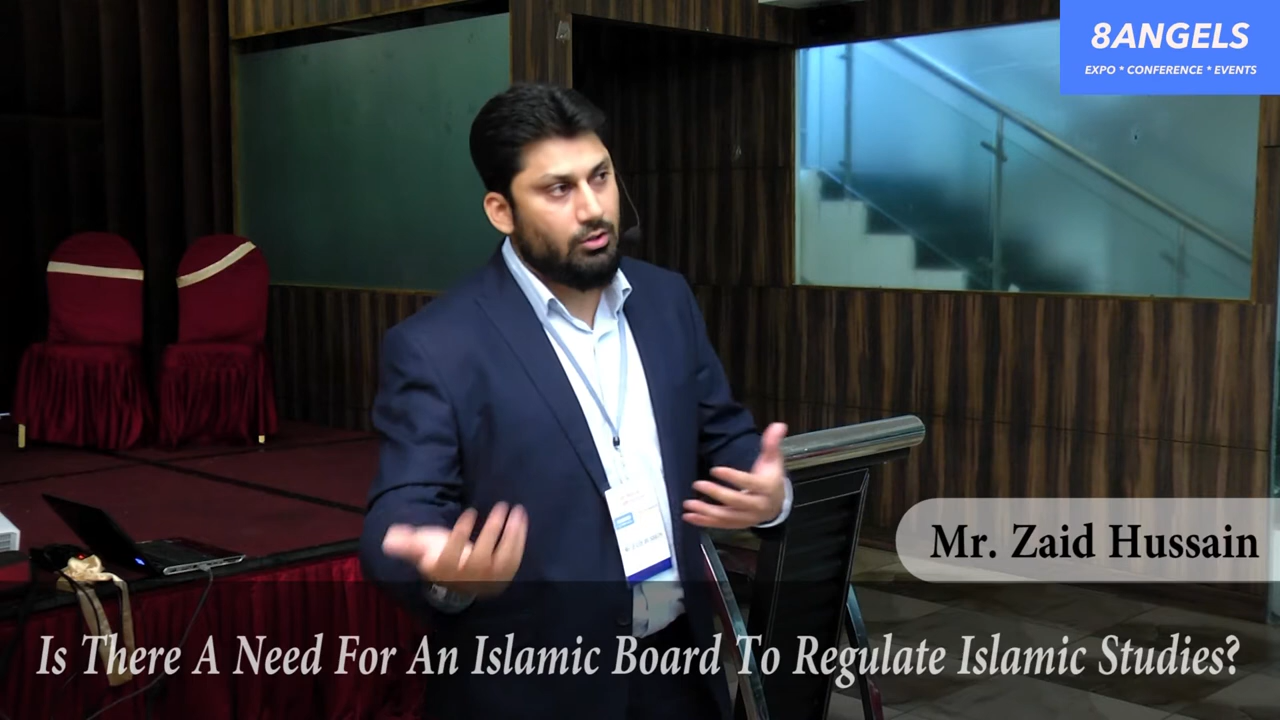 8ANGELS
EXPO * CONFERENCE * EVENTS
Mr. Zaid Hussain
Is There A Need For An Islamic Board To Regulate Islamic Studies?